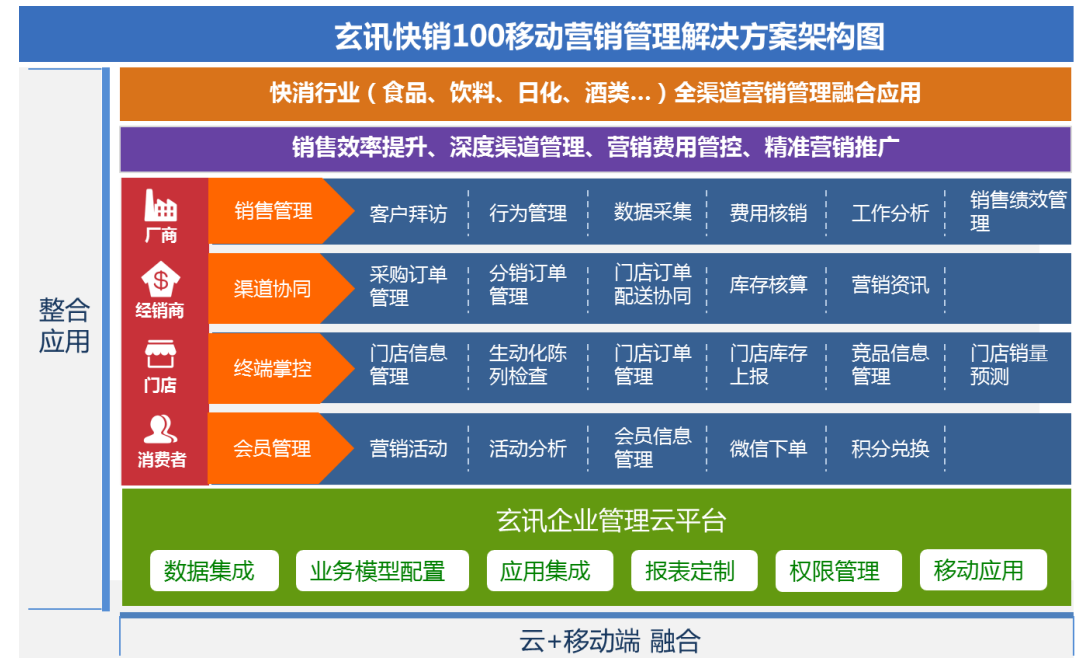 玄讯快销100移动营销管理解决方案架构图
快消行业（食品、饮料、日化、酒类...）全渠道营销管理融合应用
销售效率提升、深度渠道管理、营销费用管控、精准营销推广
整合
应用
厂商
销售管理
客户拜访
行为管理
数据采集
费用核销
工作分析
销售绩效管
理
经销商
渠道协同
采购订单
管理
分销订单
管理
门店订单
配送协同
库存核算
营销资讯
门店
终端掌控
门店信息
管理
生动化陈
列检查
门店订单
管理
门店库存
上报
竞品信息
管理
门店销量
预测
消费者
会员管理
营销活动
活动分析
会员信息
管理
微信下单
积分兑换
玄讯企业管理云平台
数据集成
业务模型配置
应用集成
报表定制
权限管理
移动应用
云+移动端 融合